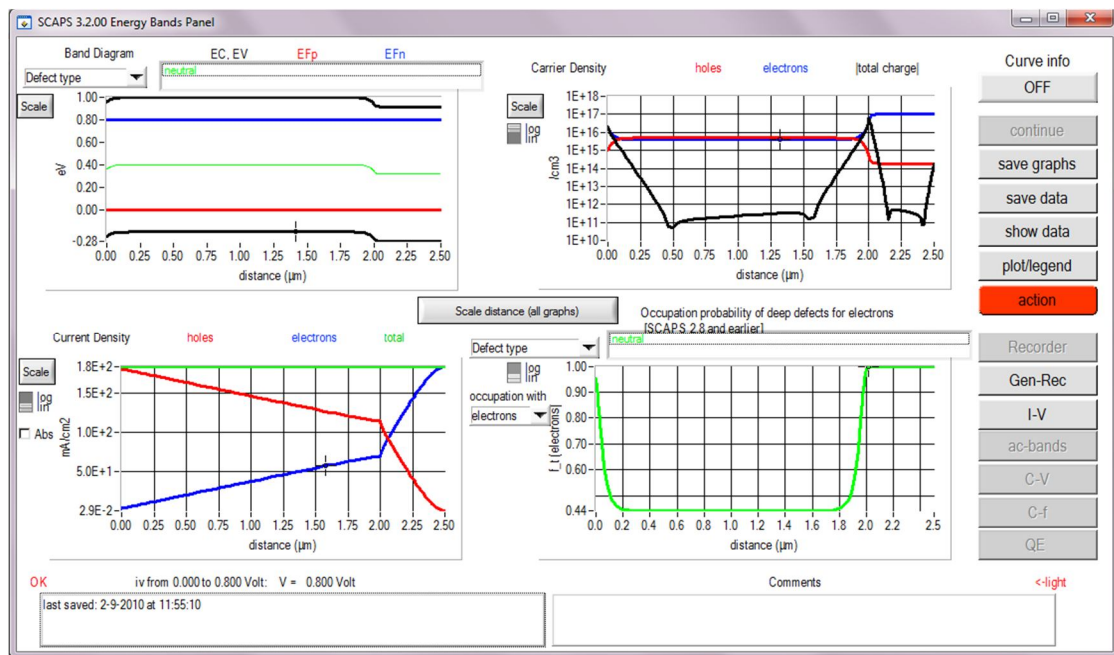 SCAPS 3.2.00 Energy Bands Panel
Band Diagram EC, EV EFp EFn
Defect type
neutral
Scale
1.00
0.80
0.60
0.40
0.20
0.00
-0.28
eV
0.00 0.25 0.50 0.75 1.00 1.25 1.50 1.75 2.00 2.25 2.50
distance (µm)
Carrier Density holes electrons |total charge|
Scale
log
lin
1E+18
1E+17
1E+16
1E+15
1E+14
1E+13
1E+12
1E+11
1E+10
/cm3
0.00 0.25 0.50 0.75 1.00 1.25 1.50 1.75 2.00 2.25 2.50
distance (µm)
Curve info
OFF
continue
save graphs
save data
show data
plot/legend
action
Recorder
Gen-Rec
I-V
ac-bands
C-V
C-f
QE
Scale distance (all graphs)
Current Density holes electrons total
Scale
log
lin
Abs
1.8E+2
1.5E+2
1.0E+2
5.0E+1
2.9E-2
mA/cm2
0.00 0.25 0.50 0.75 1.00 1.25 1.50 1.75 2.00 2.25 2.50
distance (µm)
Occupation probability of deep defects for electrons
[SCAPS 2.8 and earlier]
Defect type
neutral
log
lin
occupation with
electrons
1.00
0.90
0.80
0.70
0.60
0.44
f_t (electrons)
0.0 0.2 0.4 0.6 0.8 1.0 1.2 1.4 1.6 1.8 2.0 2.2 2.5
distance (µm)
OK iv from 0.000 to 0.800 Volt: V = 0.800 Volt
last saved: 2-9-2010 at 11:55:10
Comments <-light